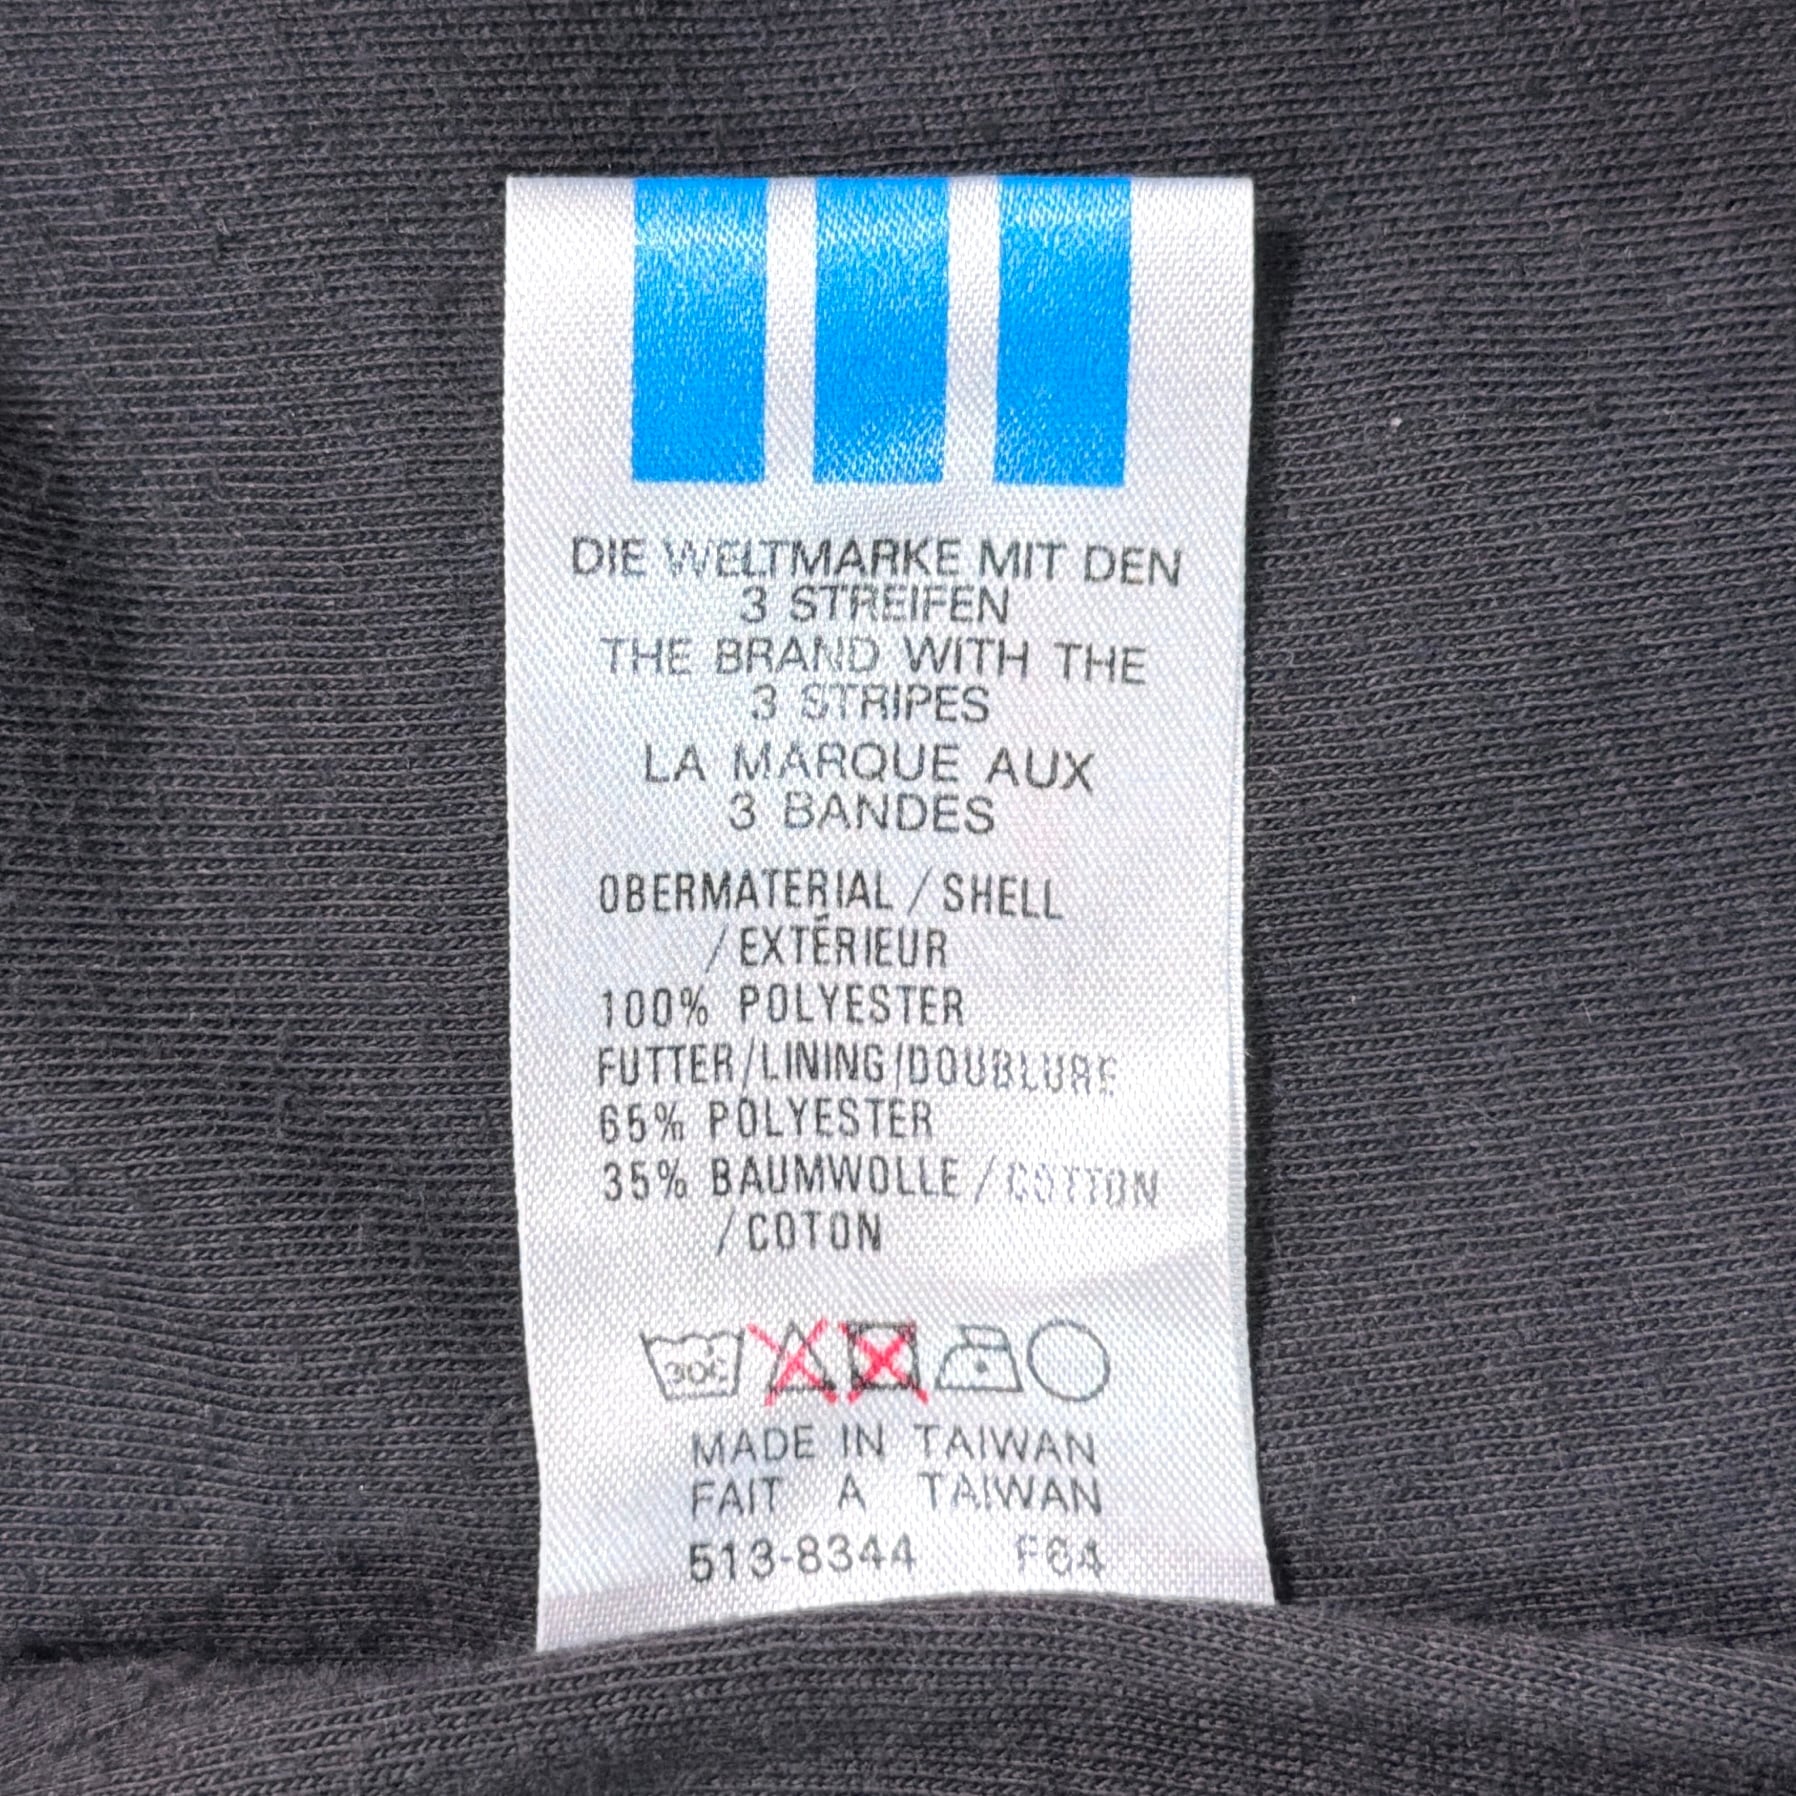 DIE WELTMARKE MIT DEN
3 STREIFEN
THE BRAND WITH THE
3 STRIPES
LA MARQUE AUX
3 BANDES
OBERMATERIAL / SHELL
/ EXTÉRIEUR
100% POLYESTER
FUTTER/LINING/DOUBLURE
65% POLYESTER
35% BAUMWOLLE / COTTON
/ COTON
30C
MADE IN TAIWAN
FAIT A TAIWAN
513-8344 F64